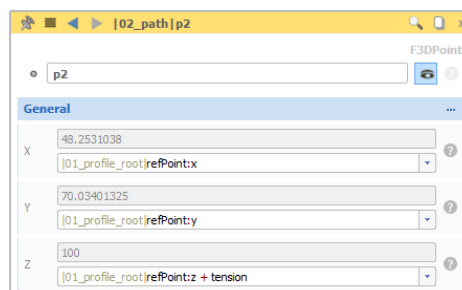 |02_path|p2
F3DPoint
p2
General
...
X
48.2531038
|01_profile_root|refPoint:x
Y
70.03401325
|01_profile_root|refPoint:y
Z
100
|01_profile_root|refPoint:z + tension